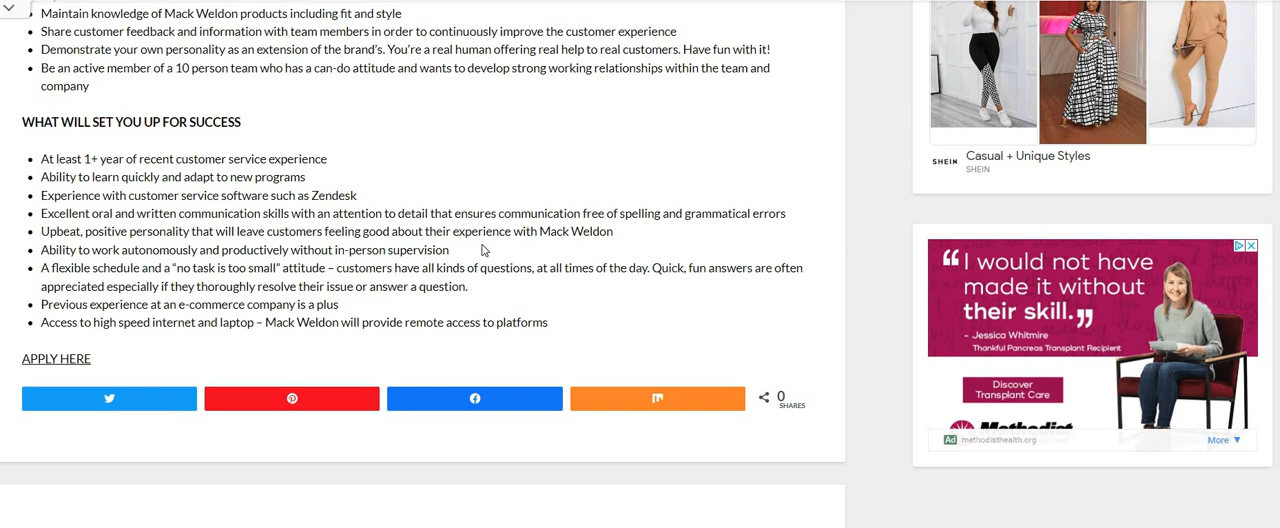 Maintain knowledge of Mack Weldon products including fit and style
Share customer feedback and information with team members in order to continuously improve the customer experience
Demonstrate your own personality as an extension of the brand's. You're a real human offering real help to real customers. Have fun with it!
Be an active member of a 10 person team who has a can-do attitude and wants to develop strong working relationships within the team and
company
WHAT WILL SET YOU UP FOR SUCCESS
At least 1+ year of recent customer service experience
Ability to learn quickly and adapt to new programs
Experience with customer service software such as Zendesk
Excellent oral and written communication skills with an attention to detail that ensures communication free of spelling and grammatical errors
Upbeat, positive personality that will leave customers feeling good about their experience with Mack Weldon
Ability to work autonomously and productively without in-person supervision
A flexible schedule and a “no task is too small” attitude – customers have all kinds of questions, at all times of the day. Quick, fun answers are often
appreciated especially if they thoroughly resolve their issue or answer a question.
Previous experience at an e-commerce company is a plus
Access to high speed internet and laptop – Mack Weldon will provide remote access to platforms
APPLY HERE
0
SHARES
SHEIN
Casual + Unique Styles
SHEIN
“I would not have
made it without
their skill.”
– Jessica Whitmire
Thankful Pancreas Transplant Recipient
Discover
Transplant Care
Methodist
Ad methodisthealth.org
More